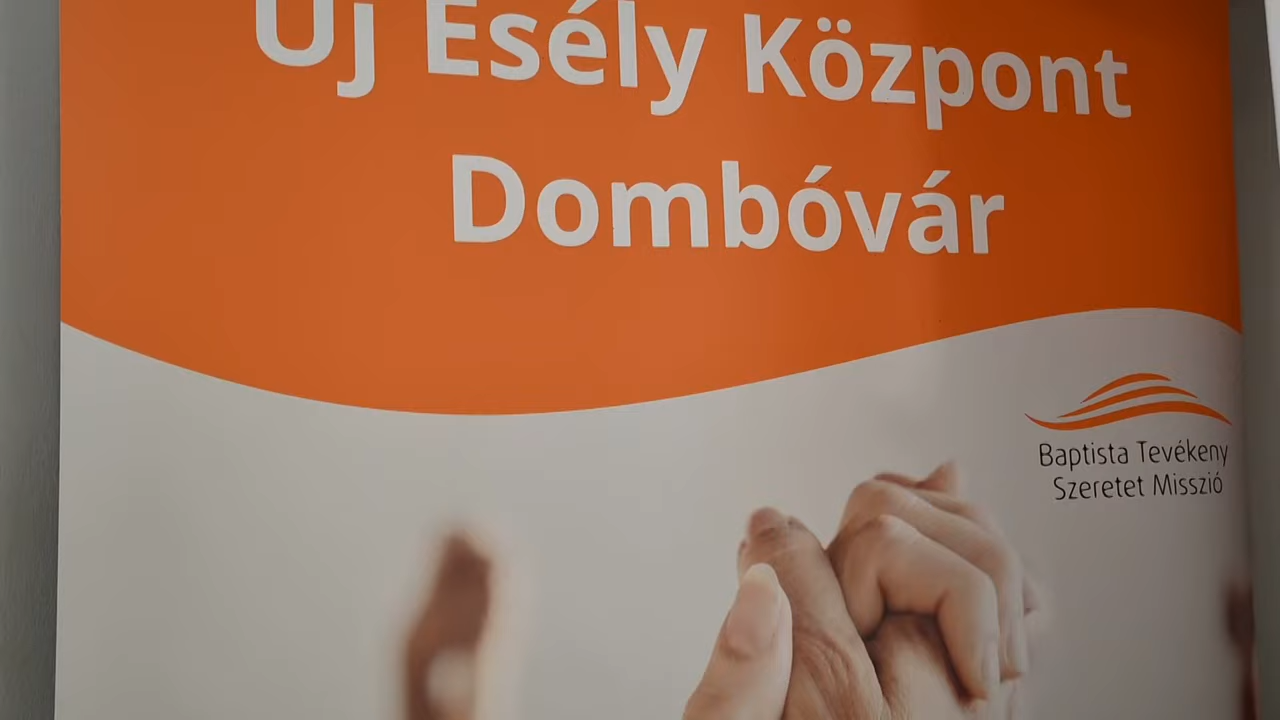 Új Esély Központ
Dombóvár
Baptista Tevékeny
Szeretet Misszió